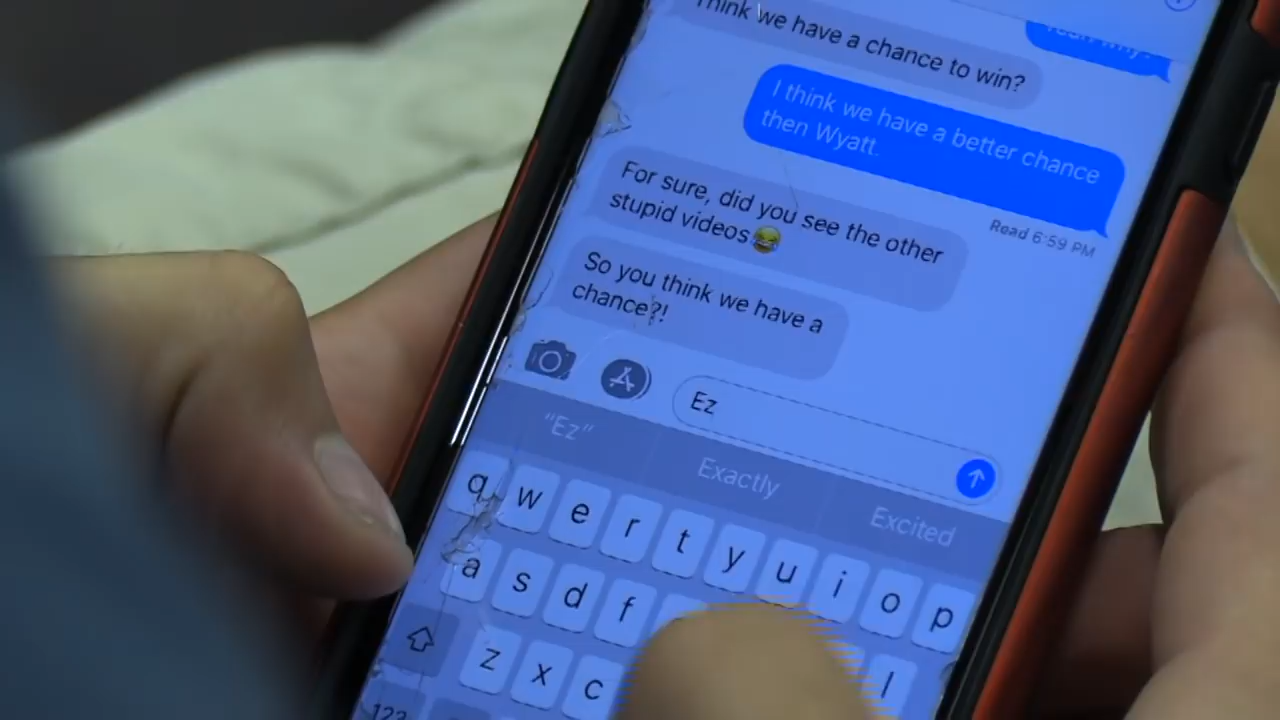 Think we have a chance to win?
I think we have a better chance
then Wyatt.
Read 6:59 PM
For sure, did you see the other
stupid videos😂
So you think we have a
chance?!
Ez
"Ez"
Exactly
Excited
q w e r t y u i o p
a s d f
l
z x c
123